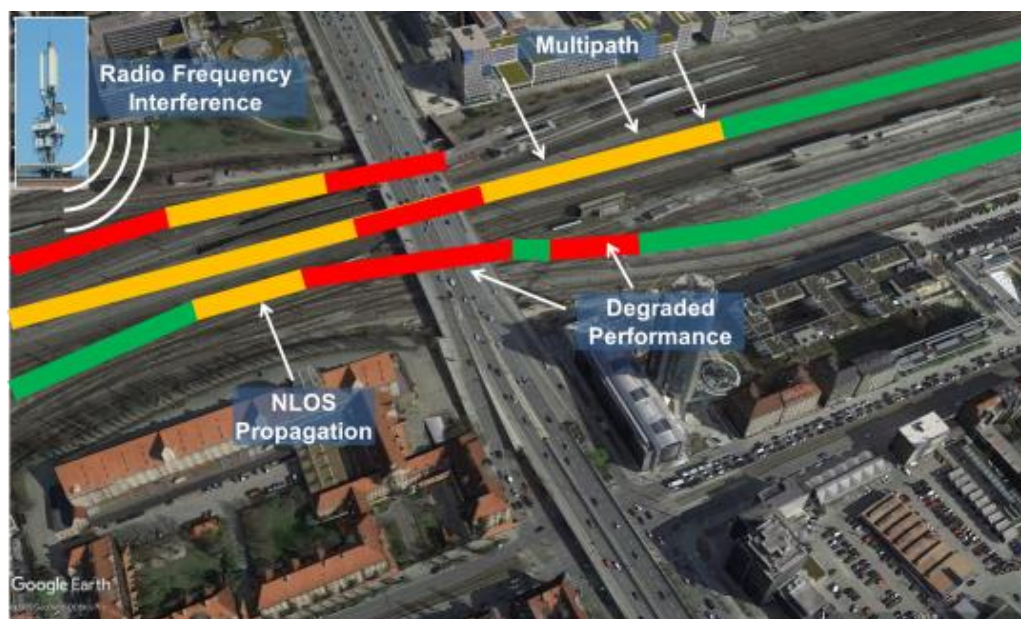 Radio Frequency
Interference
Multipath
Degraded
Performance
NLOS
Propagation
Google Earth